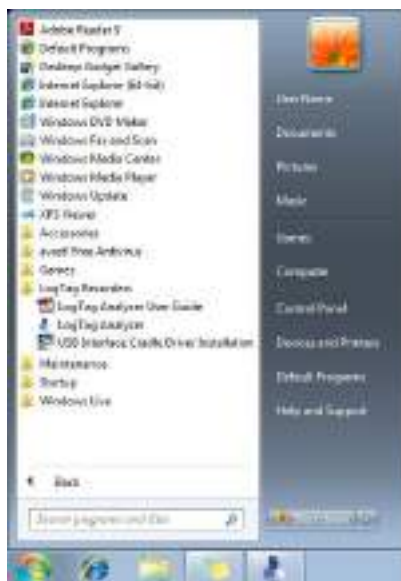 Adobe Reader 9
Default Programs
Desktop Gadget Gallery
Internet Explorer (64-bit)
Internet Explorer
Windows DVD Maker
Windows Fax and Scan
Windows Media Center
Windows Media Player
Windows Update
XPS Viewer
Accessories
avast! Free Antivirus
Games
LogTag Recorders
LogTag Analyzer User Guide
LogTag Analyzer
USB Interface Cradle Driver Installation
Maintenance
Startup
Windows Live
Back
Search programs and files
User Name
Documents
Pictures
Music
Games
Computer
Control Panel
Devices and Printers
Default Programs
Help and Support